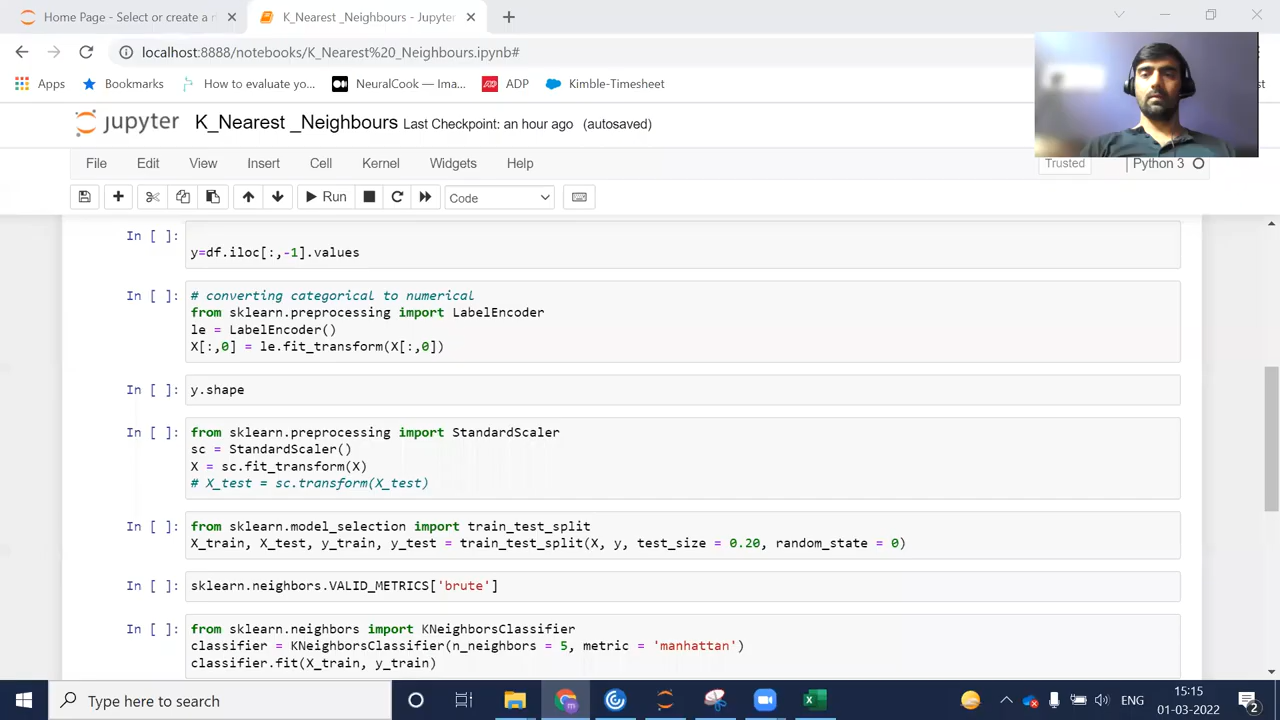 Home Page - Select or create a n
K_Nearest _Neighbours - Jupyter
localhost:8888/notebooks/K_Nearest%20_Neighbours.ipynb#
Apps Bookmarks How to evaluate yo... NeuralCook — Ima... ADP Kimble-Timesheet st
jupyter K_Nearest _Neighbours Last Checkpoint: an hour ago (autosaved)
File Edit View Insert Cell Kernel Widgets Help Trusted Python 3
Run Code
In [ ]:
y=df.iloc[:,-1].values
In [ ]: # converting categorical to numerical
from sklearn.preprocessing import LabelEncoder
le = LabelEncoder()
X[:,0] = le.fit_transform(X[:,0])
In [ ]: y.shape
In [ ]: from sklearn.preprocessing import StandardScaler
sc = StandardScaler()
X = sc.fit_transform(X)
# X_test = sc.transform(X_test)
In [ ]: from sklearn.model_selection import train_test_split
X_train, X_test, y_train, y_test = train_test_split(X, y, test_size = 0.20, random_state = 0)
In [ ]: sklearn.neighbors.VALID_METRICS['brute']
In [ ]: from sklearn.neighbors import KNeighborsClassifier
classifier = KNeighborsClassifier(n_neighbors = 5, metric = 'manhattan')
classifier.fit(X_train, y_train)
Type here to search
ENG
15:15
01-03-2022
2